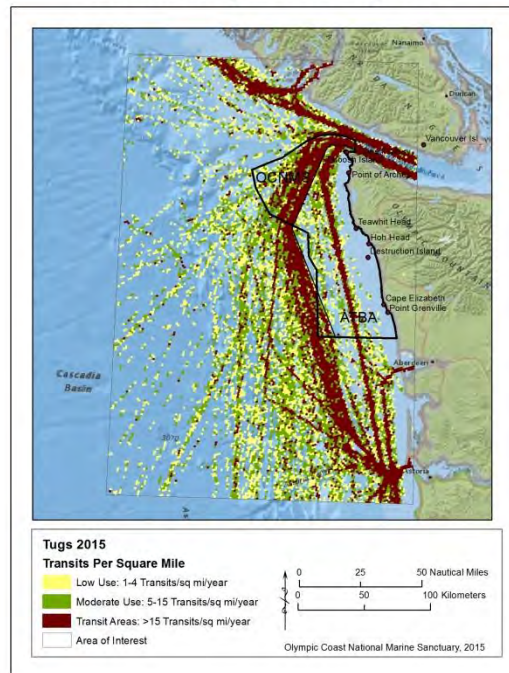 Nanaimo
Duncan
Vancouver Isl
OCNMS
Point of Arches
Teawhit Head
Hoh Head
Destruction Island
Cape Elizabeth
Point Grenville
ATBA
Aberdeen
Cascadia
Basin
Astoria
Tugs 2015
Transits Per Square Mile
Low Use: 1-4 Transits/sq mi/year
Moderate Use: 5-15 Transits/sq mi/year
Transit Areas: >15 Transits/sq mi/year
Area of Interest
0 25 50 Nautical Miles
0 50 100 Kilometers
Olympic Coast National Marine Sanctuary, 2015